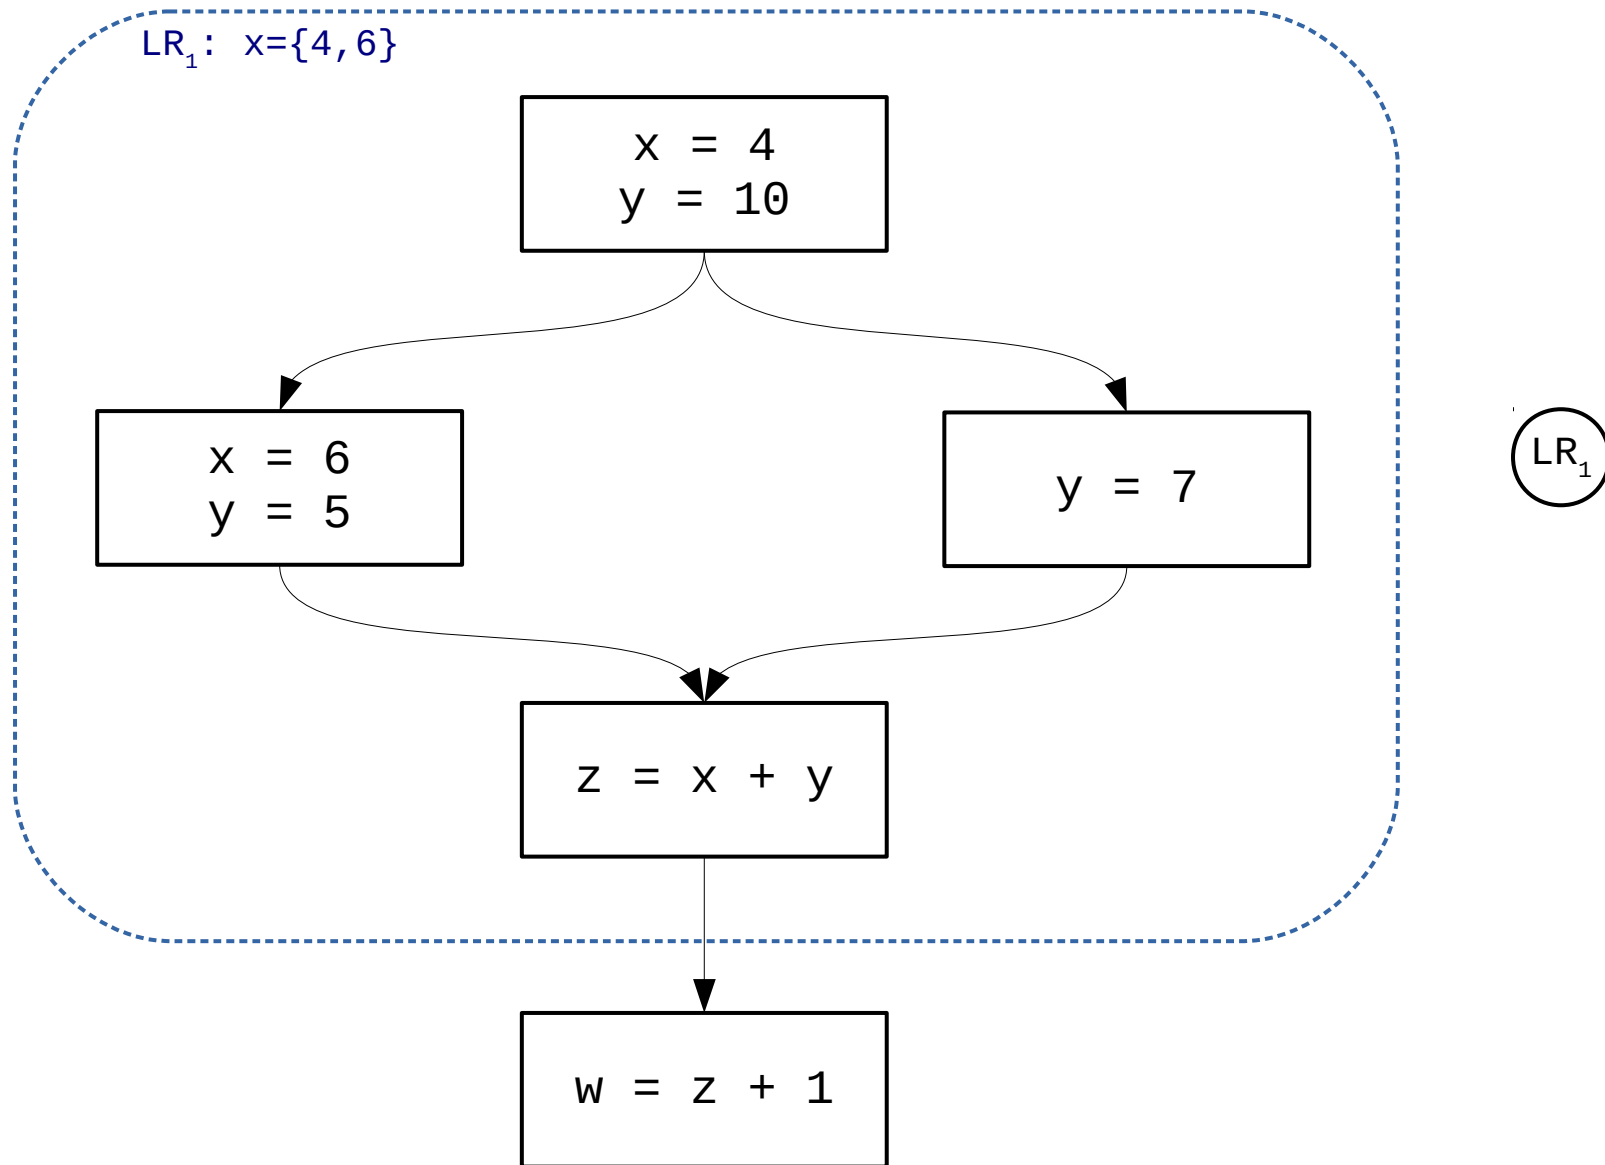 LR₁: x={4,6}
x = 4
y = 10
x = 6
y = 5
y = 7
LR₁
z = x + y
w = z + 1